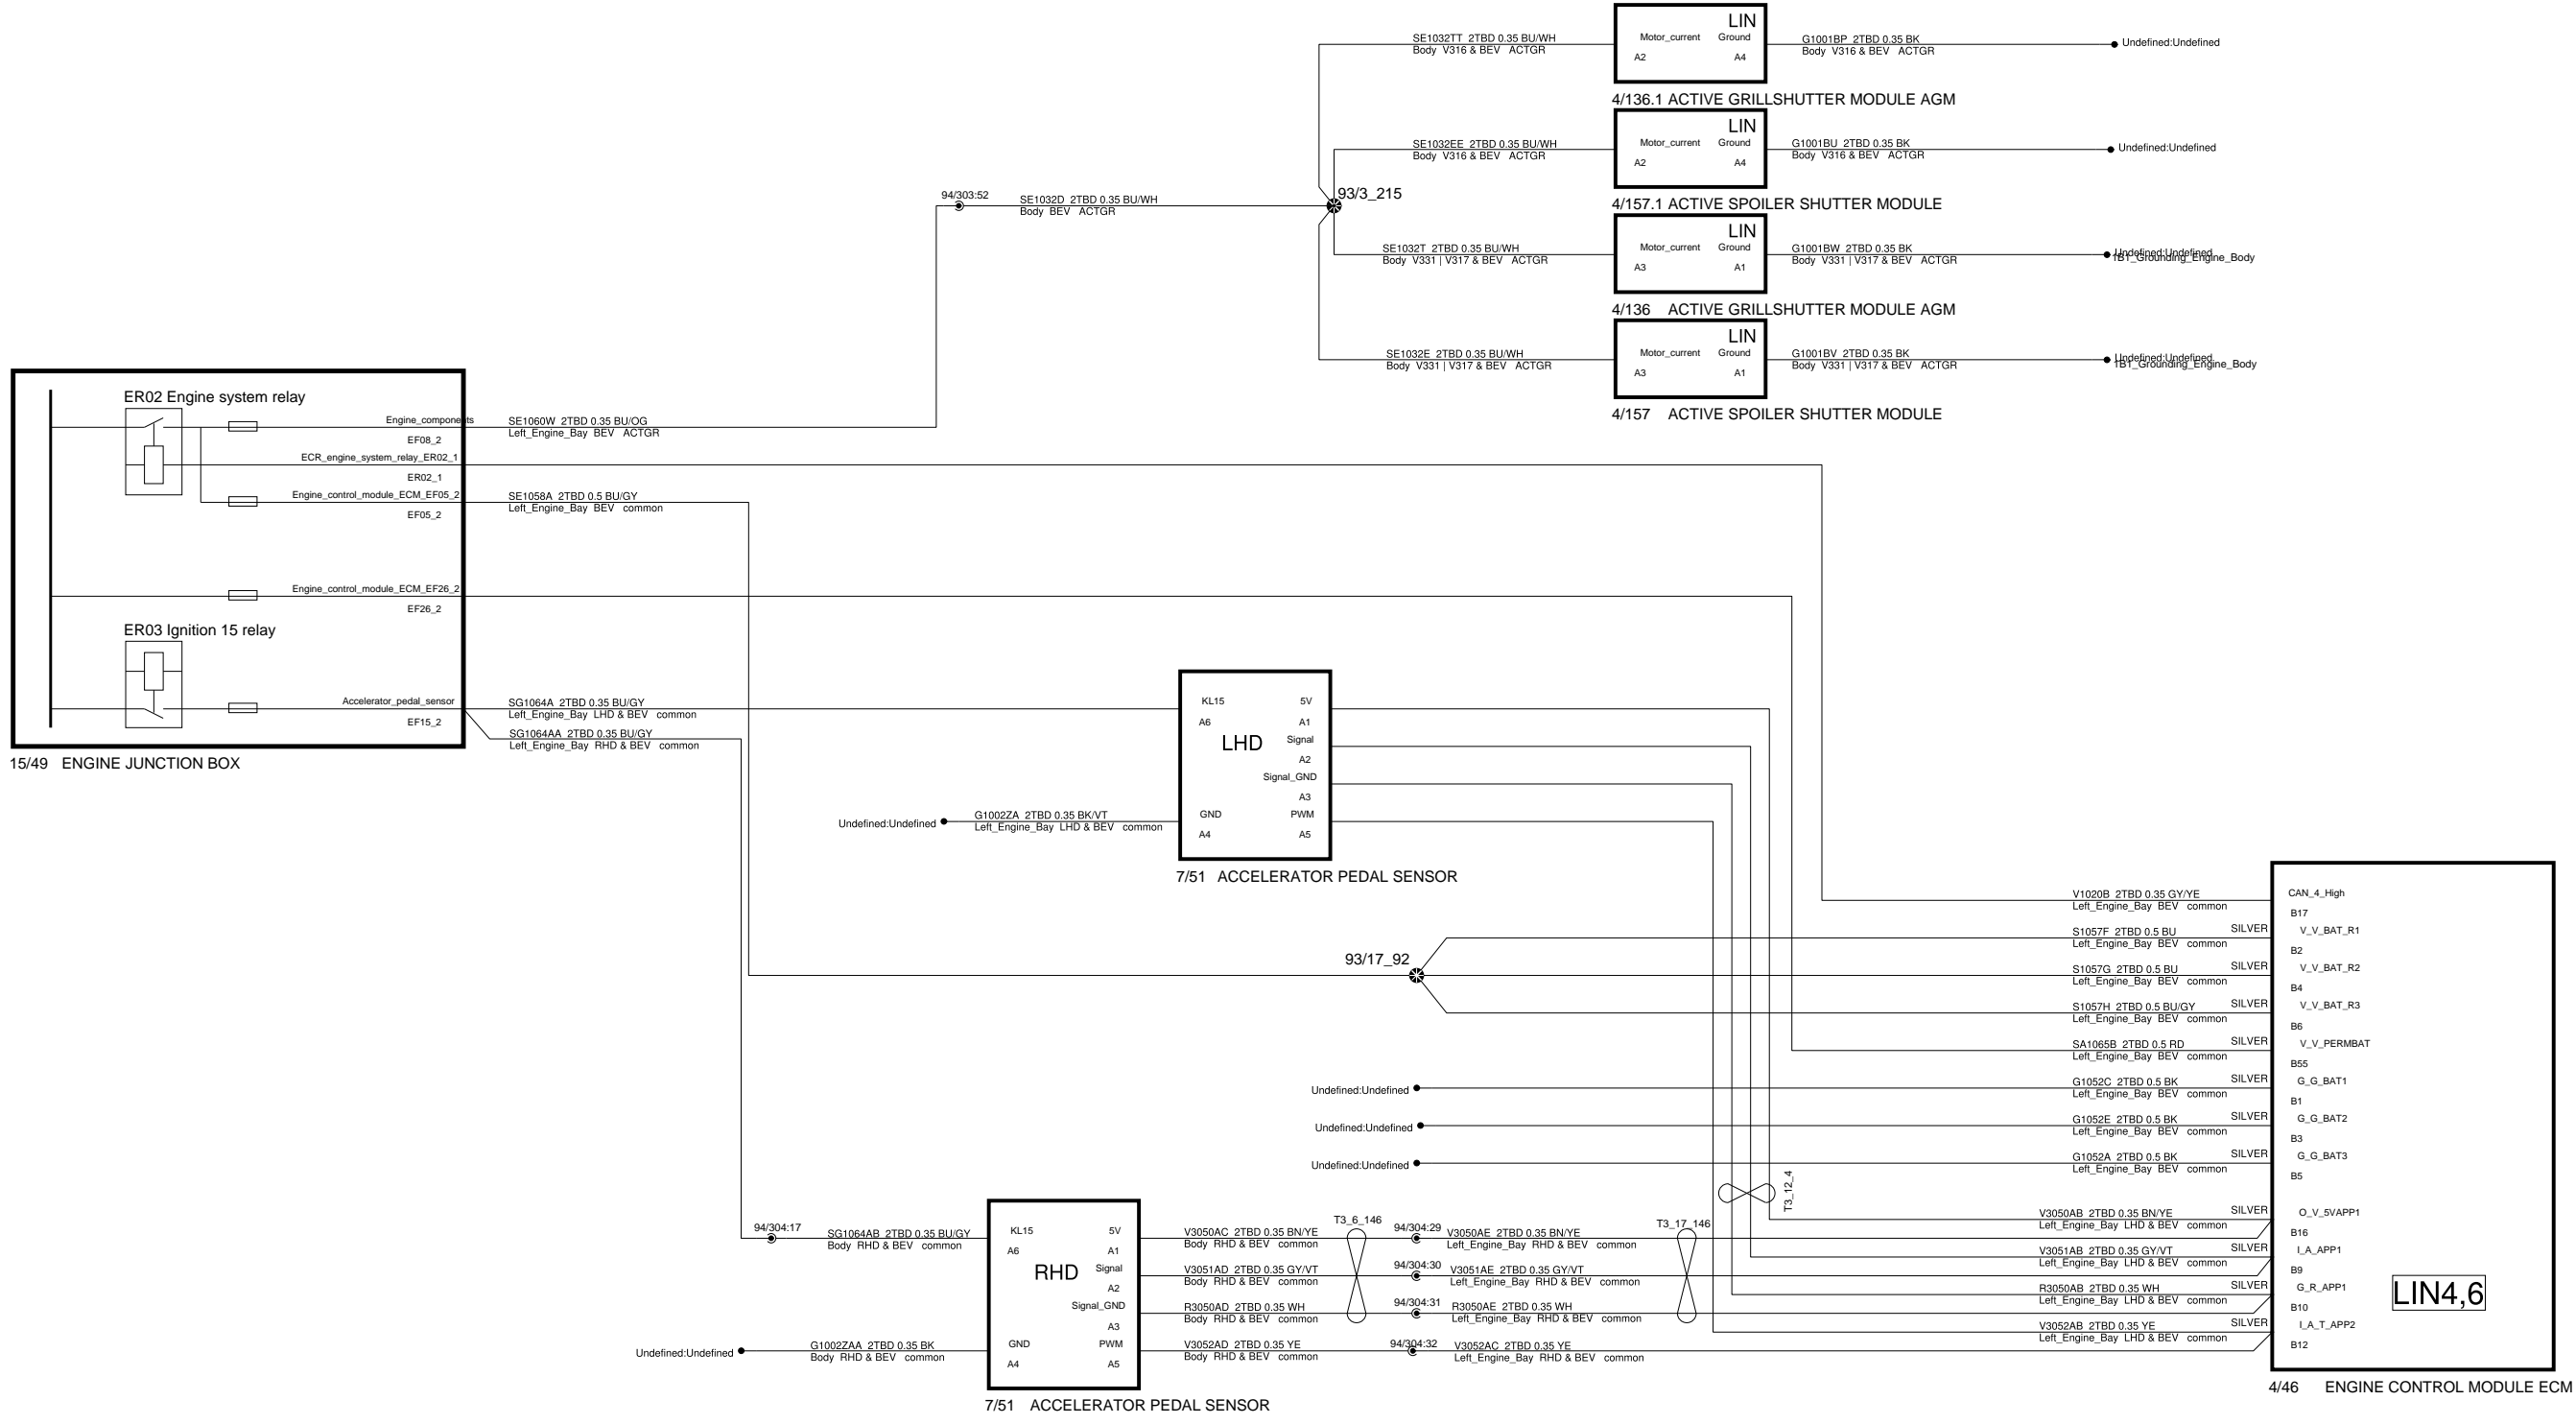 LIN
Motor_current Ground
A2 A4
SE1032TT 2TBD 0.35 BU/WH
Body V316 & BEV ACTGR
G1001BP 2TBD 0.35 BK
Body V316 & BEV ACTGR
Undefined:Undefined
4/136.1 ACTIVE GRILLSHUTTER MODULE AGM
LIN
Motor_current Ground
A2 A4
SE1032EE 2TBD 0.35 BU/WH
Body V316 & BEV ACTGR
G1001BU 2TBD 0.35 BK
Body V316 & BEV ACTGR
Undefined:Undefined
4/157.1 ACTIVE SPOILER SHUTTER MODULE
94/303:52
SE1032D 2TBD 0.35 BU/WH
Body BEV ACTGR
93/3_215
LIN
Motor_current Ground
A3 A1
SE1032T 2TBD 0.35 BU/WH
Body V331 | V317 & BEV ACTGR
G1001BW 2TBD 0.35 BK
Body V331 | V317 & BEV ACTGR
Undefined:Undefined
TB1_Grounding_Engine_Body
4/136 ACTIVE GRILLSHUTTER MODULE AGM
LIN
Motor_current Ground
A3 A1
SE1032E 2TBD 0.35 BU/WH
Body V331 | V317 & BEV ACTGR
G1001BV 2TBD 0.35 BK
Body V331 | V317 & BEV ACTGR
Undefined:Undefined
TB1_Grounding_Engine_Body
4/157 ACTIVE SPOILER SHUTTER MODULE
ER02 Engine system relay
Engine_components
EF08_2
SE1060W 2TBD 0.35 BU/OG
Left_Engine_Bay BEV ACTGR
ECR_engine_system_relay_ER02_1
ER02_1
Engine_control_module_ECM_EF05_2
EF05_2
SE1058A 2TBD 0.5 BU/GY
Left_Engine_Bay BEV common
Engine_control_module_ECM_EF26_2
EF26_2
ER03 Ignition 15 relay
Accelerator_pedal_sensor
EF15_2
SG1064A 2TBD 0.35 BU/GY
Left_Engine_Bay LHD & BEV common
SG1064AA 2TBD 0.35 BU/GY
Left_Engine_Bay RHD & BEV common
15/49 ENGINE JUNCTION BOX
KL15 5V
A6 A1
LHD
Signal
A2
Signal_GND
A3
GND PWM
A4 A5
Undefined:Undefined
G1002ZA 2TBD 0.35 BK/VT
Left_Engine_Bay LHD & BEV common
7/51 ACCELERATOR PEDAL SENSOR
93/17_92
V1020B 2TBD 0.35 GY/YE
Left_Engine_Bay BEV common
CAN_4_High
B17
S1057F 2TBD 0.5 BU
Left_Engine_Bay BEV common
SILVER
V_V_BAT_R1
B2
S1057G 2TBD 0.5 BU
Left_Engine_Bay BEV common
SILVER
V_V_BAT_R2
B4
S1057H 2TBD 0.5 BU/GY
Left_Engine_Bay BEV common
SILVER
V_V_BAT_R3
B6
SA1065B 2TBD 0.5 RD
Left_Engine_Bay BEV common
SILVER
V_V_PERMBAT
B55
Undefined:Undefined
G1052C 2TBD 0.5 BK
Left_Engine_Bay BEV common
SILVER
G_G_BAT1
B1
Undefined:Undefined
G1052E 2TBD 0.5 BK
Left_Engine_Bay BEV common
SILVER
G_G_BAT2
B3
Undefined:Undefined
G1052A 2TBD 0.5 BK
Left_Engine_Bay BEV common
SILVER
G_G_BAT3
B5
T3_12_4
V3050AB 2TBD 0.35 BN/YE
Left_Engine_Bay LHD & BEV common
SILVER
O_V_5VAPP1
B16
V3051AB 2TBD 0.35 GY/VT
Left_Engine_Bay LHD & BEV common
SILVER
I_A_APP1
B9
R3050AB 2TBD 0.35 WH
Left_Engine_Bay LHD & BEV common
SILVER
G_R_APP1
B10
V3052AB 2TBD 0.35 YE
Left_Engine_Bay LHD & BEV common
SILVER
I_A_T_APP2
B12
LIN4,6
4/46 ENGINE CONTROL MODULE ECM
94/304:17
SG1064AB 2TBD 0.35 BU/GY
Body RHD & BEV common
KL15 5V
A6 A1
RHD
Signal
A2
Signal_GND
A3
GND PWM
A4 A5
Undefined:Undefined
G1002ZAA 2TBD 0.35 BK
Body RHD & BEV common
7/51 ACCELERATOR PEDAL SENSOR
V3050AC 2TBD 0.35 BN/YE
Body RHD & BEV common
T3_6_146
94/304:29
V3050AE 2TBD 0.35 BN/YE
Left_Engine_Bay RHD & BEV common
T3_17_146
V3051AD 2TBD 0.35 GY/VT
Body RHD & BEV common
94/304:30
V3051AE 2TBD 0.35 GY/VT
Left_Engine_Bay RHD & BEV common
R3050AD 2TBD 0.35 WH
Body RHD & BEV common
94/304:31
R3050AE 2TBD 0.35 WH
Left_Engine_Bay RHD & BEV common
V3052AD 2TBD 0.35 YE
Body RHD & BEV common
94/304:32
V3052AC 2TBD 0.35 YE
Left_Engine_Bay RHD & BEV common